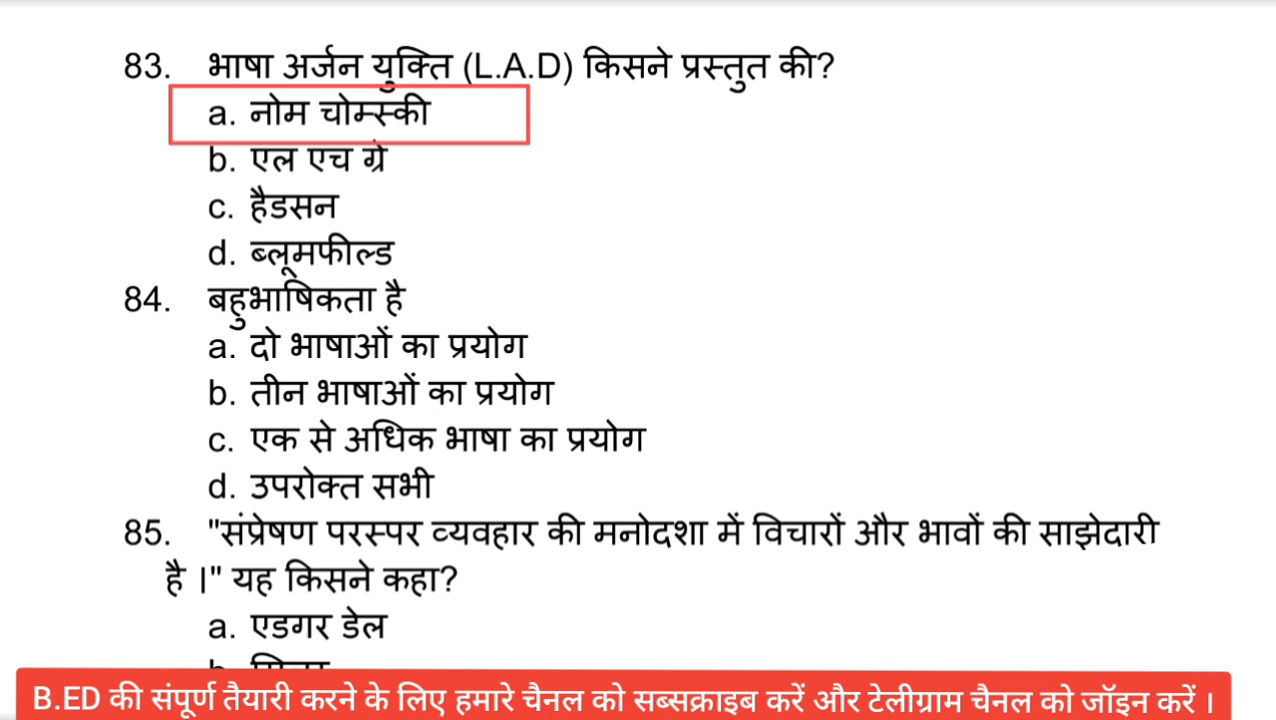 83. भाषा अर्जन युक्ति (L.A.D) किसने प्रस्तुत की?
a. नोम चोम्स्की
b. एल एच ग्रे
c. हैडसन
d. ब्लूमफील्ड
84. बहुभाषिकता है
a. दो भाषाओं का प्रयोग
b. तीन भाषाओं का प्रयोग
c. एक से अधिक भाषा का प्रयोग
d. उपरोक्त सभी
85. "संप्रेषण परस्पर व्यवहार की मनोदशा में विचारों और भावों की साझेदारी
है ।" यह किसने कहा?
a. एडगर डेल
B.ED की संपूर्ण तैयारी करने के लिए हमारे चैनल को सब्सक्राइब करें और टेलीग्राम चैनल को जॉइन करें ।